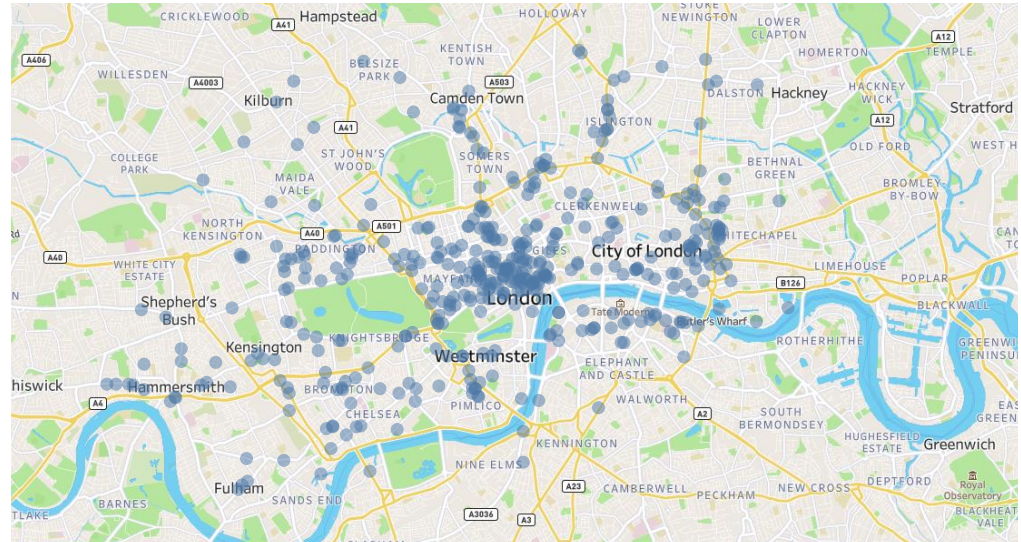 CRICKLEWOOD
A41
Hampstead
HOLLOWAY
STOKE
NEWINGTON
LOWER
CLAPTON
A12
TEMPLE
HOMERTON
A406
WILLESDEN
BELSIZE
PARK
KENTISH
TOWN
A4003
A503
Kilburn
Camden Town
DALSTON
Hackney
HACKNEY
WICK
Stratford
A41
ISLINGTON
A12
OLD FORD
WEST H
COLLEGE
PARK
ST JOHN'S
WOOD
SOMERS
TOWN
BETHNAL
GREEN
MAIDA
VALE
BROMLEY-
BY-BOW
CLERKENWELL
NORTH
KENSINGTON
A40
A501
PADDINGTON
GILES
City of London
HITECHAPEL
CAN
TO
A40
WHITE CITY
ESTATE
MAYFA
LIMEHOUSE
POPLAR
B126
BLACKWALL
Shepherd's
Bush
London
Tate Modern
Butler's Wharf
ROTHERHITHE
GREENWI
PENINSU
Kensington
KNIGHTSBRIDGE
Westminster
ELEPHANT
AND CASTLE
hiswick
Hammersmith
BROMPTON
PIMLICO
WALWORTH
A4
CHELSEA
A2
SOUTH
BERMONDSEY
EAS
GREEN
KENNINGTON
HUGHESFIELD
ESTATE
Greenwich
NINE ELMS
Fulham
SANDS END
A23
CAMBERWELL
PECKHAM
NEW CROSS
DEPTFORD
Royal
Observatory
BARNES
TLAKE
A3036
A3
BLACKHEAT
VALE